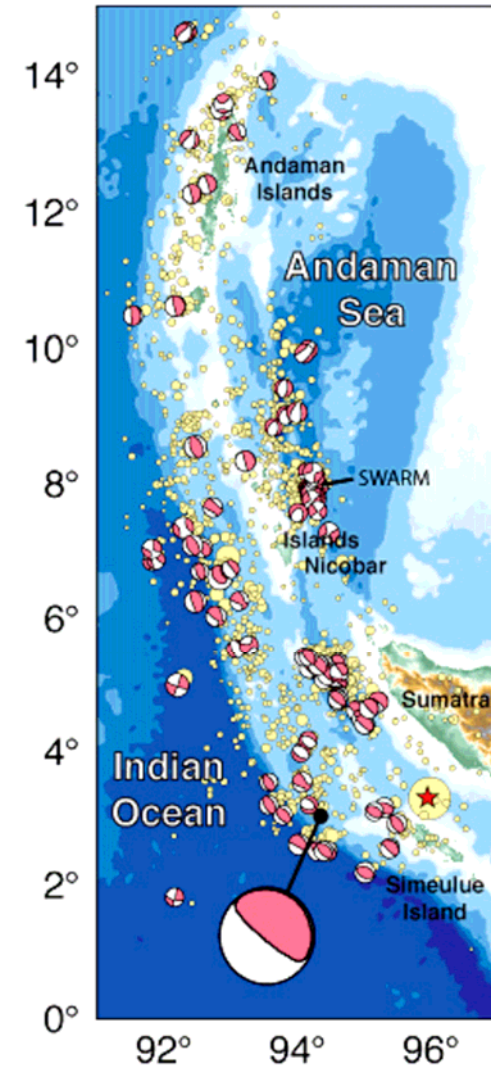 14°
Andaman
Islands
12°
Andaman
Sea
10°
8°
SWARM
Islands
Nicobar
6°
Sumatra
4°
Indian
Ocean
2°
Simeulue
Island
0°
92° 94° 96°